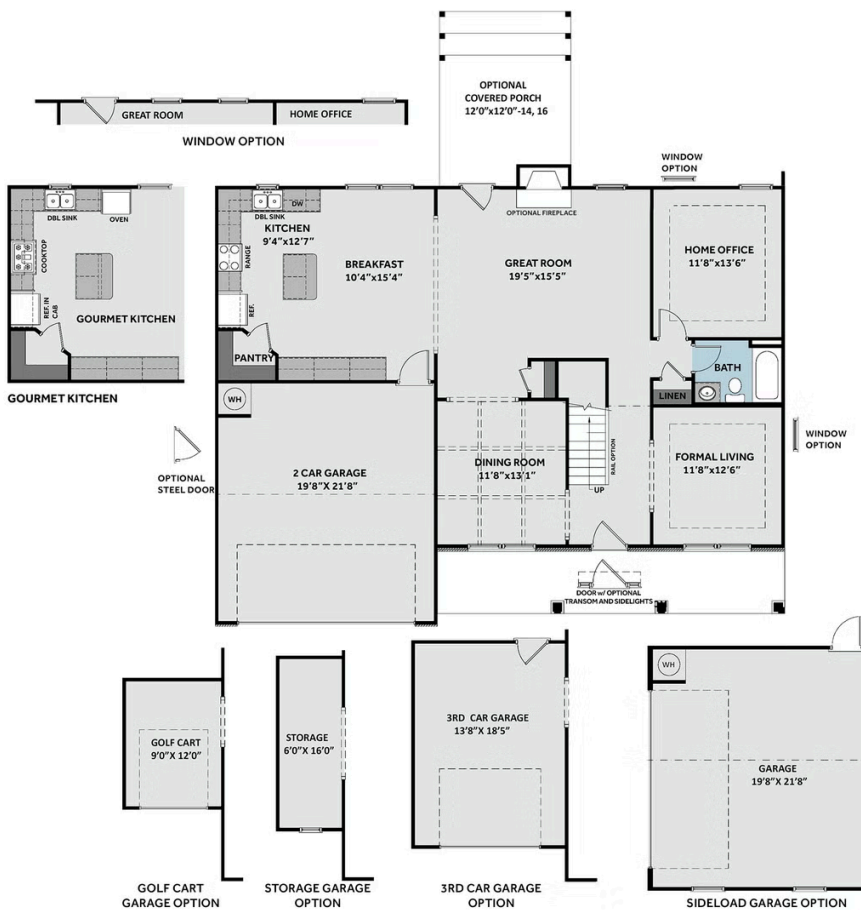 OPTIONAL
COVERED PORCH
12'0"x12'0"-14, 16
GREAT ROOM
HOME OFFICE
WINDOW OPTION
WINDOW
OPTION
DBL SINK
OVEN
COOKTOP
REF. IN
CAB
GOURMET KITCHEN
GOURMET KITCHEN
DBL SINK
DW
KITCHEN
9'4"x12'7"
RANGE
REF.
PANTRY
BREAKFAST
10'4"x15'4"
OPTIONAL FIREPLACE
GREAT ROOM
19'5"x15'5"
HOME OFFICE
11'8"x13'6"
BATH
LINEN
WH
OPTIONAL
STEEL DOOR
2 CAR GARAGE
19'8"X 21'8"
DINING ROOM
11'8"x13'1"
UP
RAIL OPTION
FORMAL LIVING
11'8"x12'6"
WINDOW
OPTION
DOOR w/ OPTIONAL
TRANSOM AND SIDELIGHTS
GOLF CART
9'0"X 12'0"
GOLF CART
GARAGE OPTION
STORAGE
6'0"X 16'0"
STORAGE GARAGE
OPTION
3RD CAR GARAGE
13'8"X 18'5"
3RD CAR GARAGE
OPTION
WH
GARAGE
19'8"X 21'8"
SIDELOAD GARAGE OPTION